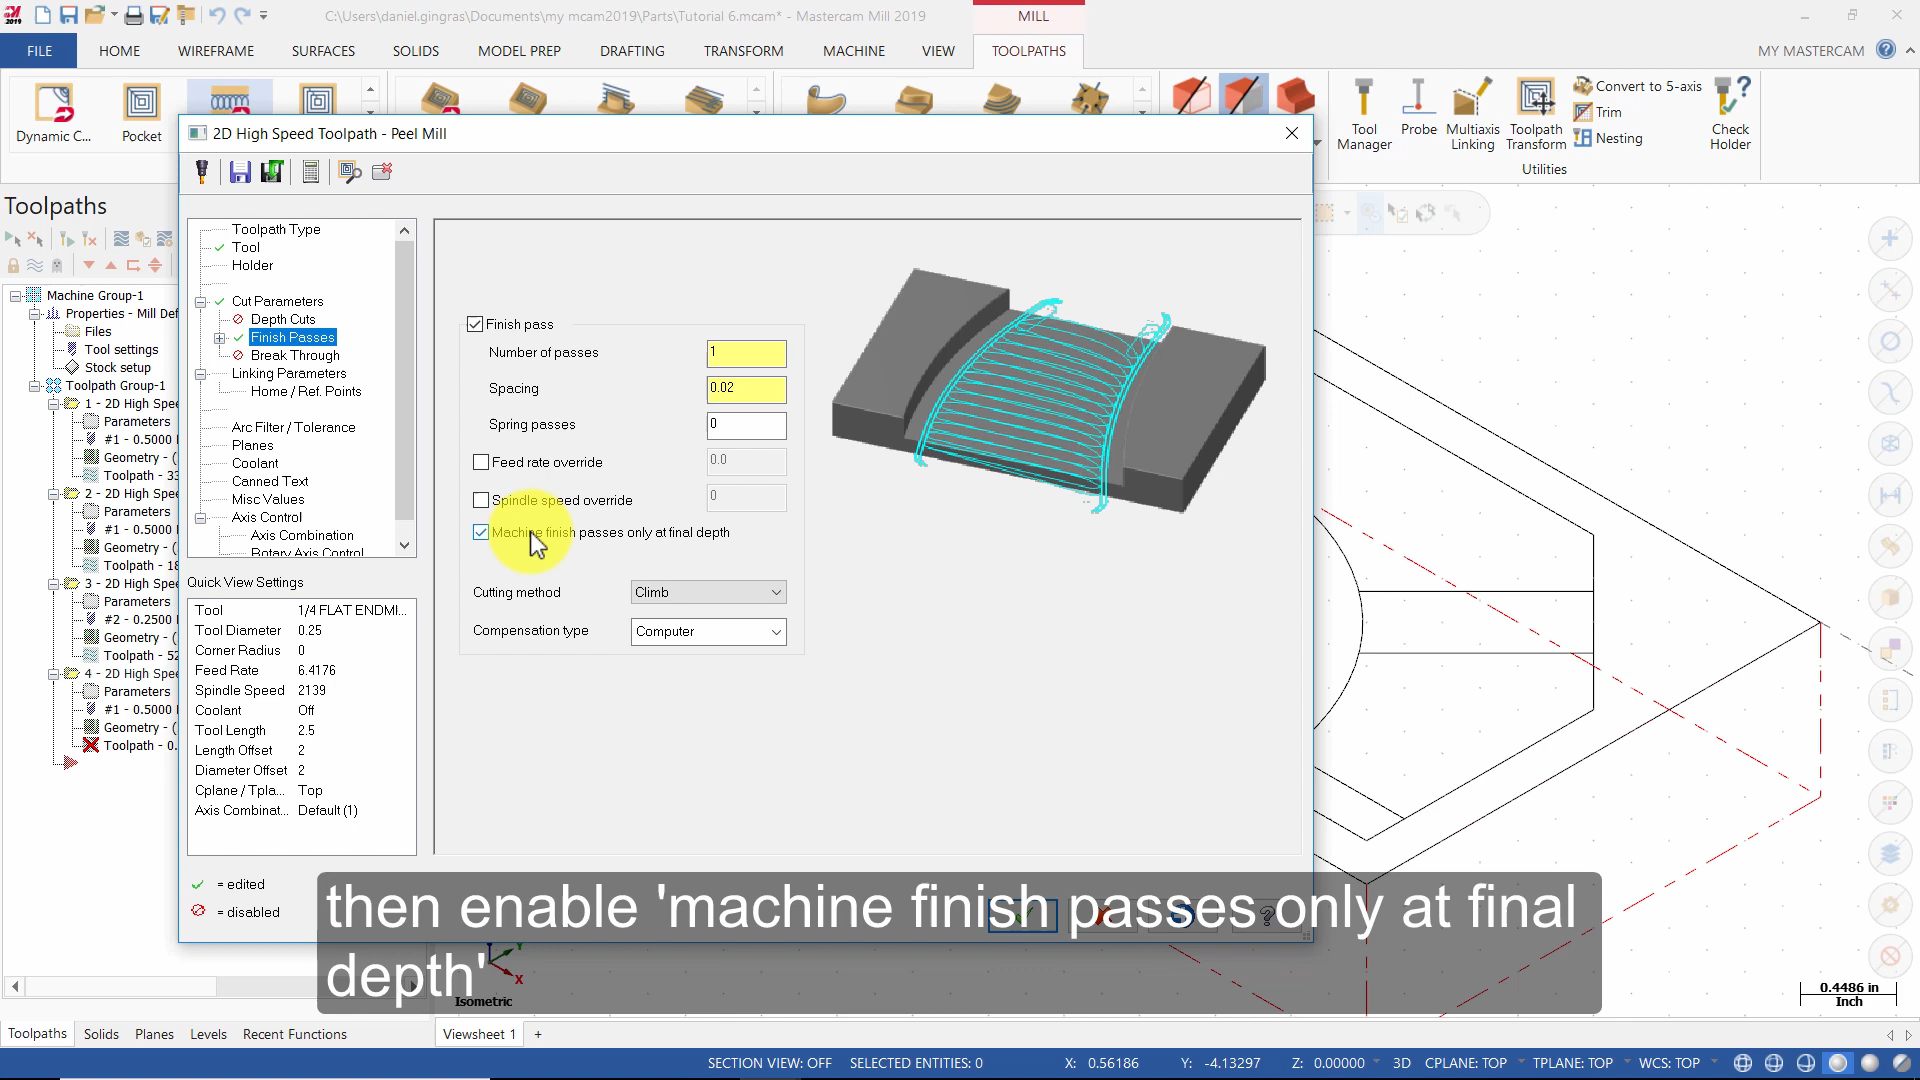 2019
C:\Users\daniel.gingras\Documents\my mcam2019\Parts\Tutorial 6.mcam* - Mastercam Mill 2019
MILL
FILE HOME WIREFRAME SURFACES SOLIDS MODEL PREP DRAFTING TRANSFORM MACHINE VIEW TOOLPATHS
MY MASTERCAM
Dynamic C...
Pocket
Tool Manager
Probe
Multiaxis Linking
Toolpath Transform
Convert to 5-axis
Trim
Nesting
Check Holder
Utilities
2D High Speed Toolpath - Peel Mill
Toolpaths
Machine Group-1
Properties - Mill Def
Files
Tool settings
Stock setup
Toolpath Group-1
1 - 2D High Spe
Parameters
#1 - 0.5000
Geometry - (
Toolpath - 33
2 - 2D High Spe
Parameters
#1 - 0.5000
Geometry - (
Toolpath - 18
3 - 2D High Spe
Parameters
#2 - 0.2500
Geometry - (
Toolpath - 52
4 - 2D High Spe
Parameters
#1 - 0.5000
Geometry - (
Toolpath - 0.
Toolpath Type
Tool
Holder
Cut Parameters
Depth Cuts
Finish Passes
Break Through
Linking Parameters
Home / Ref. Points
Arc Filter / Tolerance
Planes
Coolant
Canned Text
Misc Values
Axis Control
Axis Combination
Rotary Axis Control
Quick View Settings
Tool 1/4 FLAT ENDMI...
Tool Diameter 0.25
Corner Radius 0
Feed Rate 6.4176
Spindle Speed 2139
Coolant Off
Tool Length 2.5
Length Offset 2
Diameter Offset 2
Cplane / Tpla... Top
Axis Combinat... Default (1)
= edited
= disabled
Finish pass
Number of passes 1
Spacing 0.02
Spring passes 0
Feed rate override 0.0
Spindle speed override 0
Machine finish passes only at final depth
Cutting method Climb
Compensation type Computer
then enable 'machine finish passes only at final
depth'
Y
X
Isometric
0.4486 in
Inch
Toolpaths Solids Planes Levels Recent Functions
Viewsheet 1 +
SECTION VIEW: OFF SELECTED ENTITIES: 0 X: 0.56186 Y: -4.13297 Z: 0.00000 3D CPLANE: TOP TPLANE: TOP WCS: TOP